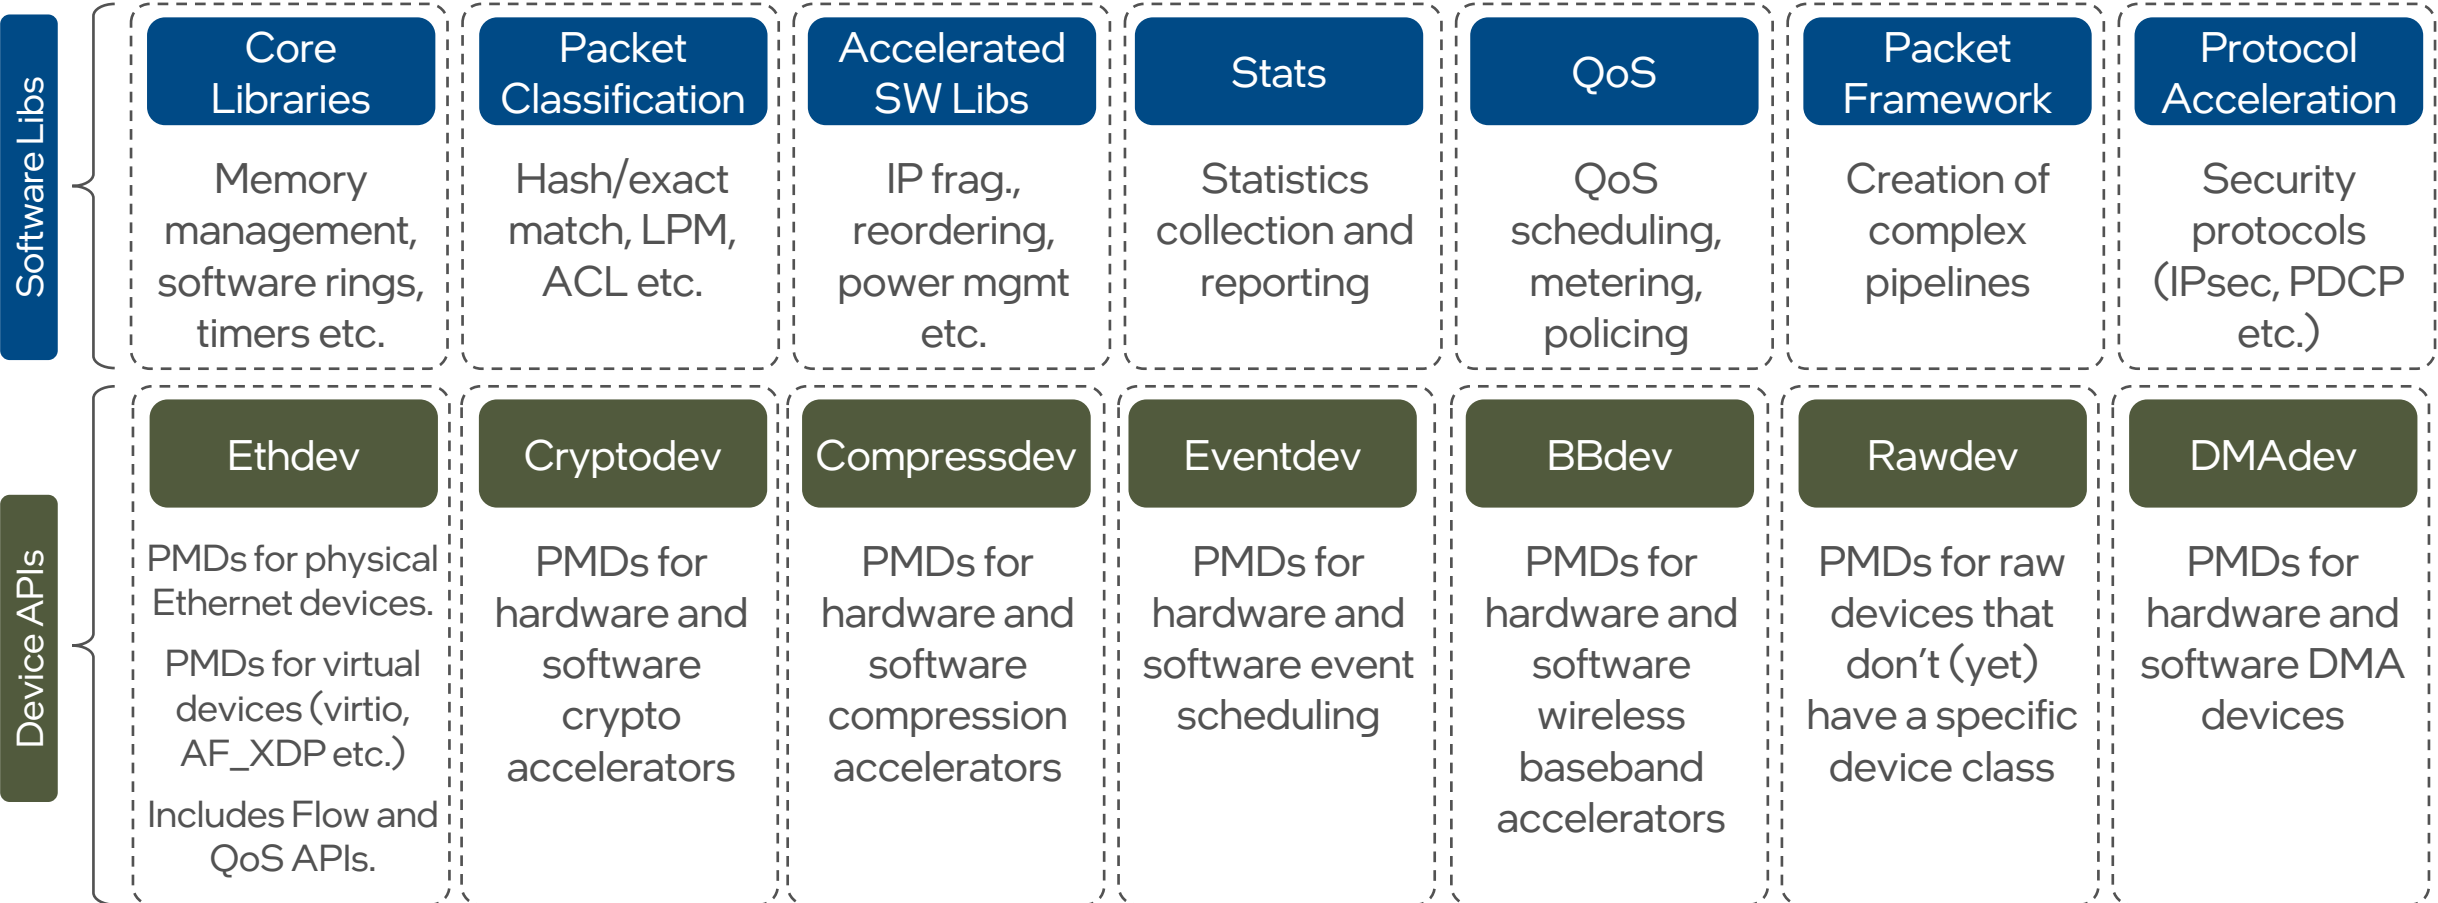 Software Libs
Core
Libraries
Memory
management,
software rings,
timers etc.
Packet
Classification
Hash/exact
match, LPM,
ACL etc.
Accelerated
SW Libs
IP frag.,
reordering,
power mgmt
etc.
Stats
Statistics
collection and
reporting
QoS
QoS
scheduling,
metering,
policing
Packet
Framework
Creation of
complex
pipelines
Protocol
Acceleration
Security
protocols
(IPsec, PDCP
etc.)
Device APIs
Ethdev
PMDs for physical
Ethernet devices.
PMDs for virtual
devices (virtio,
AF_XDP etc.)
Includes Flow and
QoS APIs.
Cryptodev
PMDs for
hardware and
software
crypto
accelerators
Compressdev
PMDs for
hardware and
software
compression
accelerators
Eventdev
PMDs for
hardware and
software event
scheduling
BBdev
PMDs for
hardware and
software
wireless
baseband
accelerators
Rawdev
PMDs for raw
devices that
don’t (yet)
have a specific
device class
DMAdev
PMDs for
hardware and
software DMA
devices